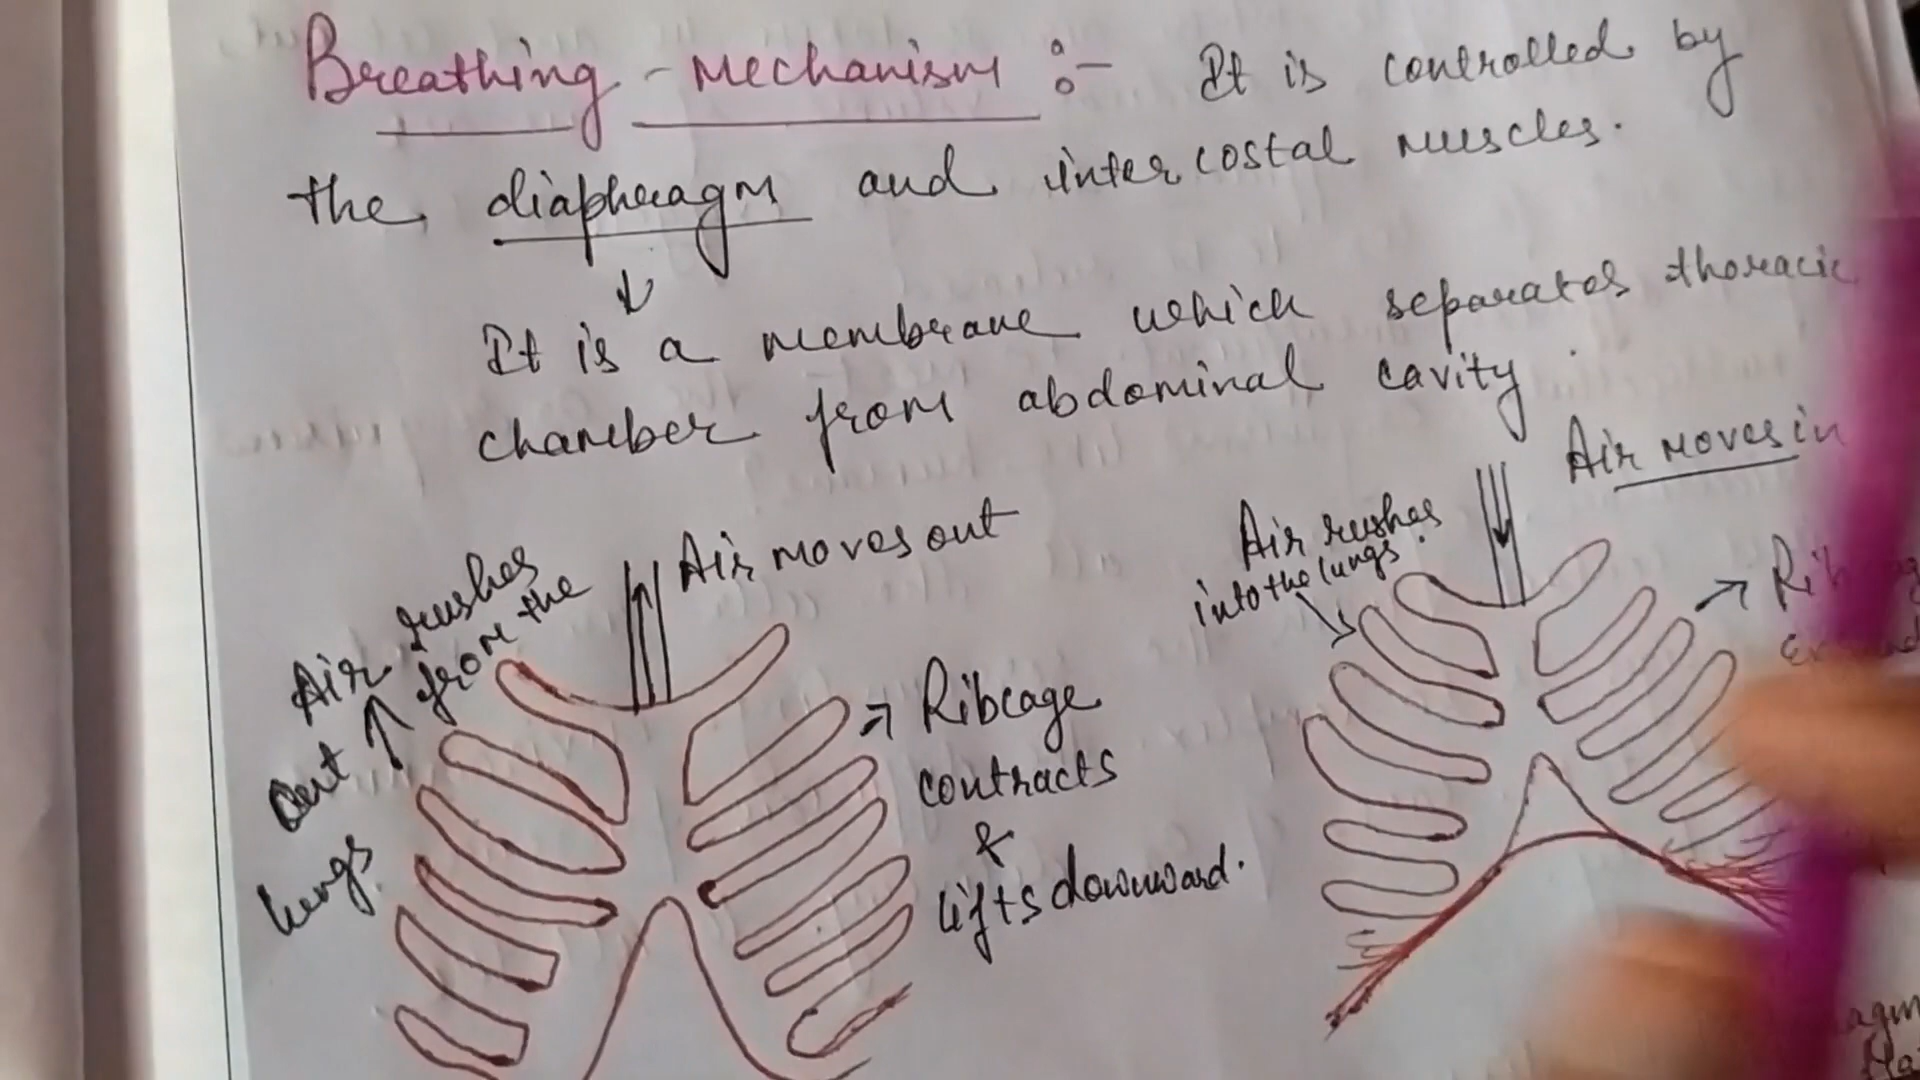 Breathing - Mechanism :- It is controlled by
the diaphragm and intercostal muscles.
It is a membrane which separates thoracic
chamber from abdominal cavity.
Air moves out
Air rushes
out from the
lungs.
Ribcage
contracts
&
lifts downward.
Air moves in
Air rushes
into the lungs.